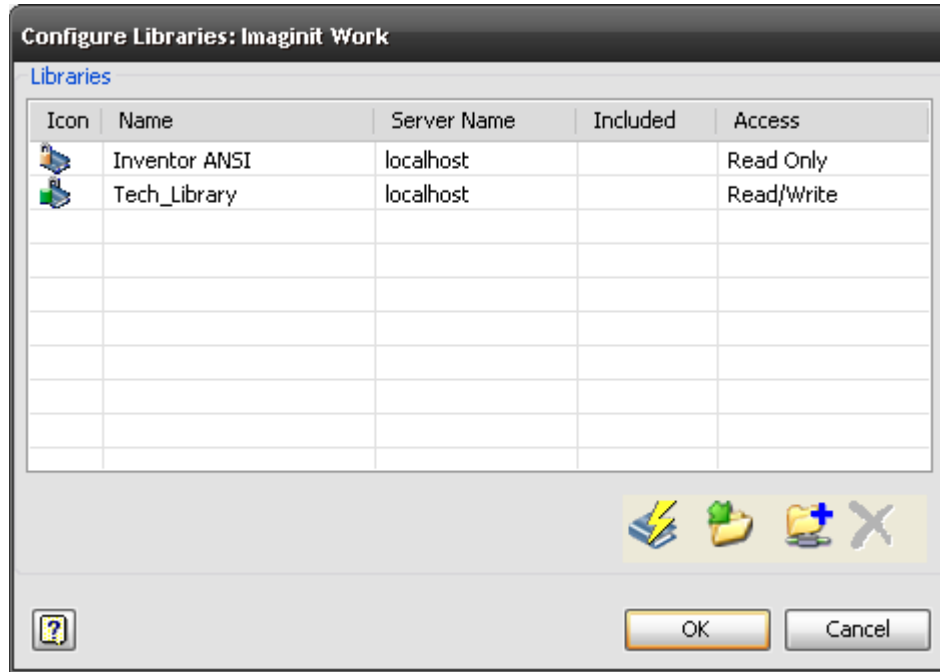 Configure Libraries: Imaginit Work
Libraries
Icon Name Server Name Included Access
Inventor ANSI localhost Read Only
Tech_Library localhost Read/Write
?
OK Cancel